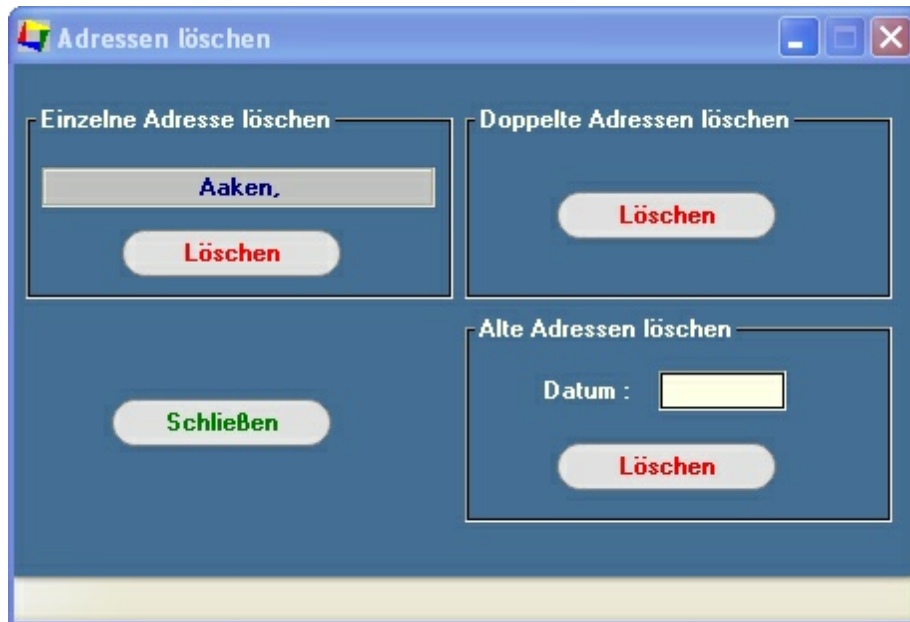 Adressen löschen
Einzelne Adresse löschen
Aaken,
Löschen
Doppelte Adressen löschen
Löschen
Alte Adressen löschen
Datum :
Löschen
Schließen